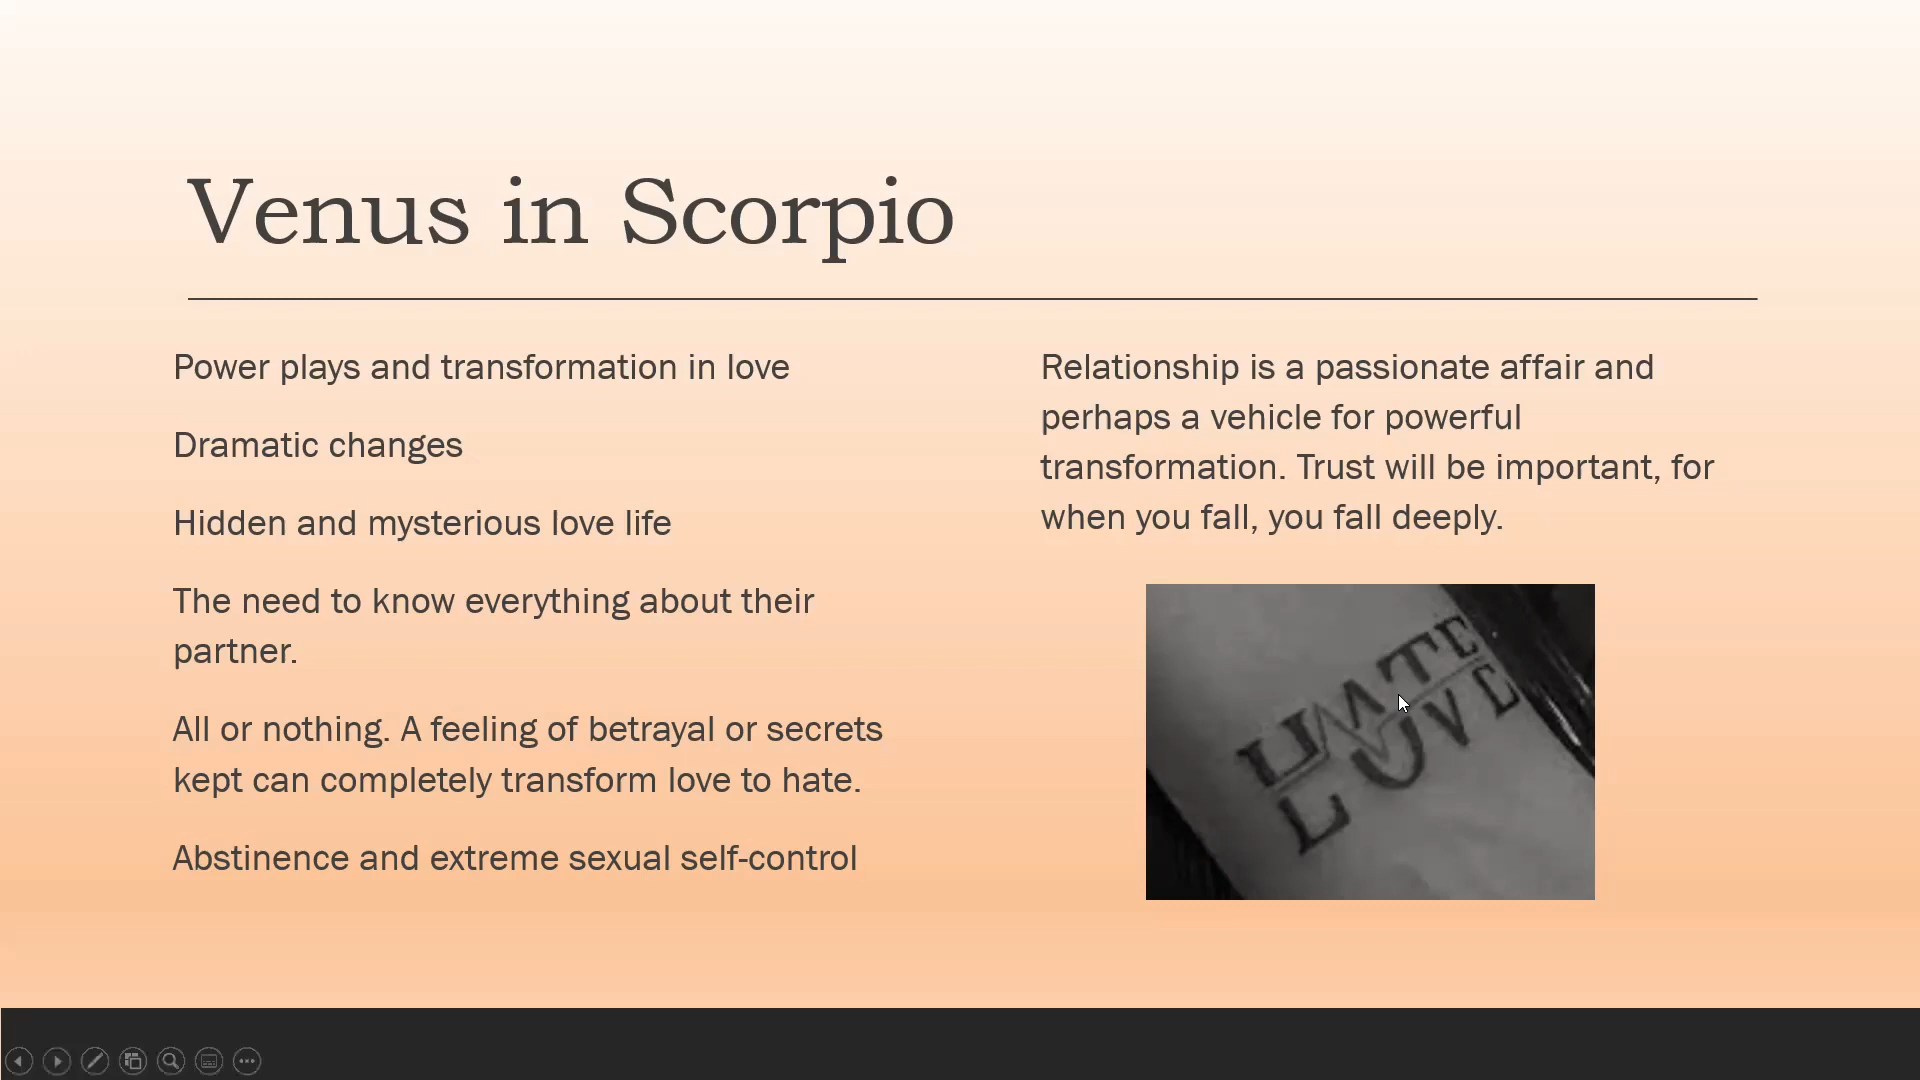 Venus in Scorpio
Power plays and transformation in love
Dramatic changes
Hidden and mysterious love life
The need to know everything about their
partner.
All or nothing. A feeling of betrayal or secrets
kept can completely transform love to hate.
Abstinence and extreme sexual self-control
Relationship is a passionate affair and
perhaps a vehicle for powerful
transformation. Trust will be important, for
when you fall, you fall deeply.
HATE
LOVE